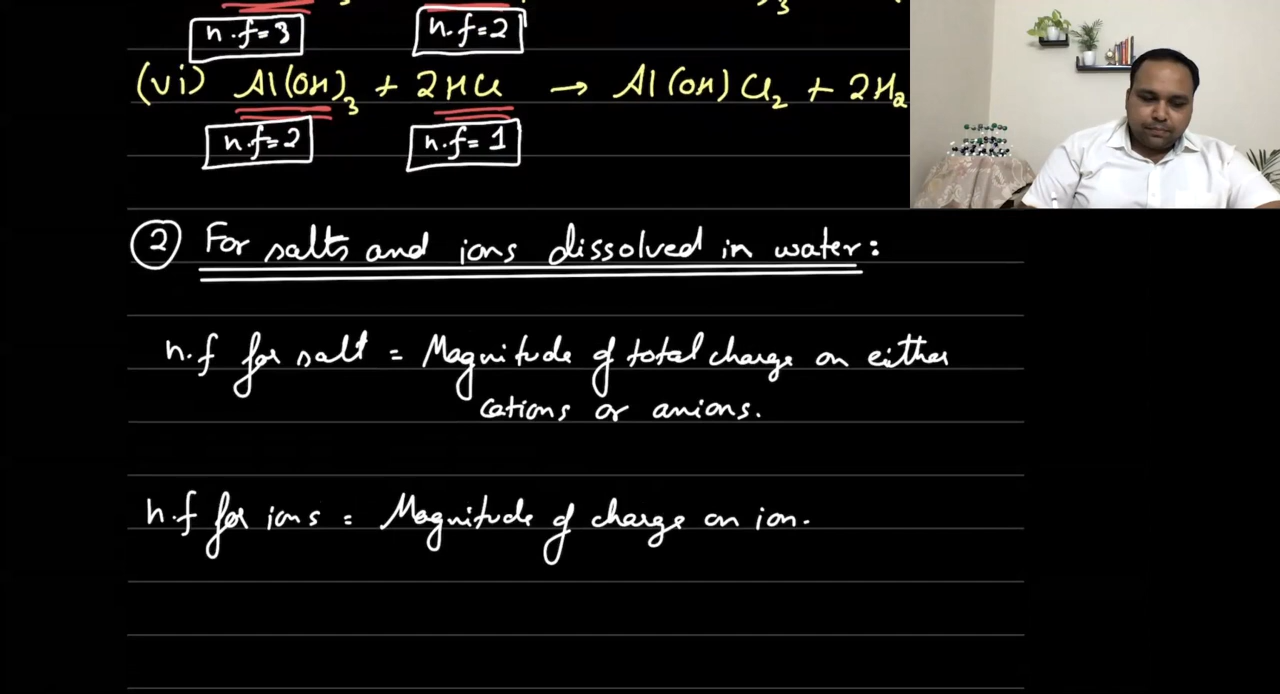 n.f=3 n.f=2
(vi) Al(OH)₃ + 2HCl → Al(OH)Cl₂ + 2H₂
n.f=2 n.f=1
② For salts and ions dissolved in water:
n.f for salt = Magnitude of total charge on either
cations or anions.
n.f for ions = Magnitude of charge on ion.